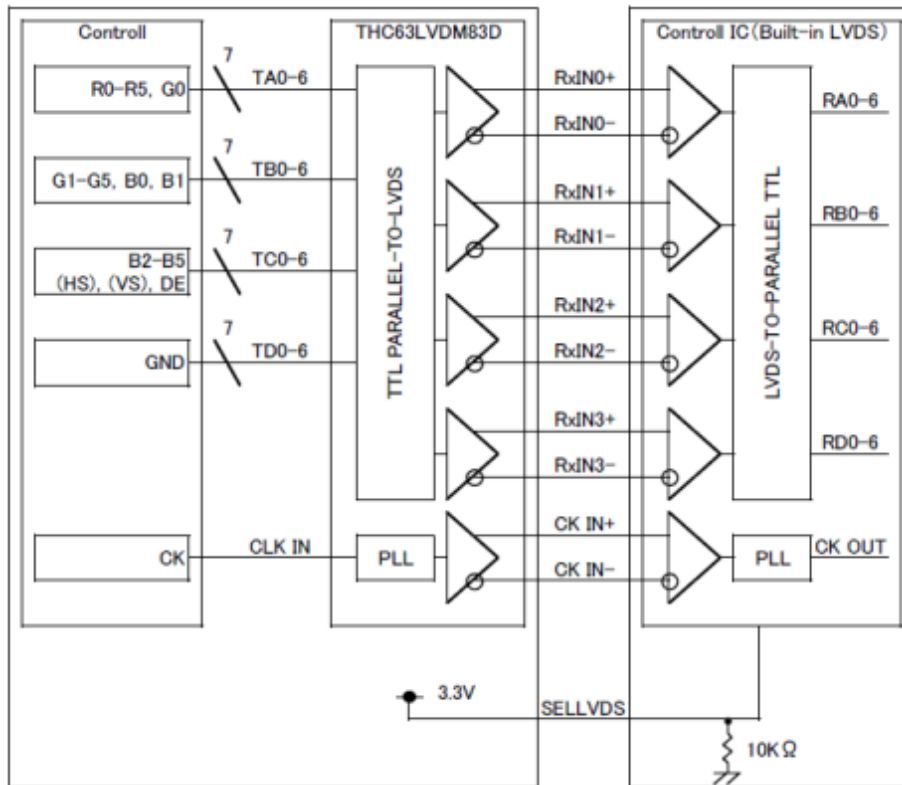 Controll
THC63LVDM83D
Controll IC(Built-in LVDS)
R0-R5, G0
7
TA0-6
RxIN0+
RxIN0-
RA0-6
G1-G5, B0, B1
7
TB0-6
RxIN1+
RxIN1-
RB0-6
B2-B5
(HS), (VS), DE
7
TC0-6
RxIN2+
RxIN2-
RC0-6
GND
7
TD0-6
RxIN3+
RxIN3-
RD0-6
TTL PARALLEL-TO-LVDS
LVDS-TO-PARALLEL TTL
CK
CLK IN
PLL
CK IN+
CK IN-
PLL
CK OUT
3.3V
SELLVDS
10KΩ